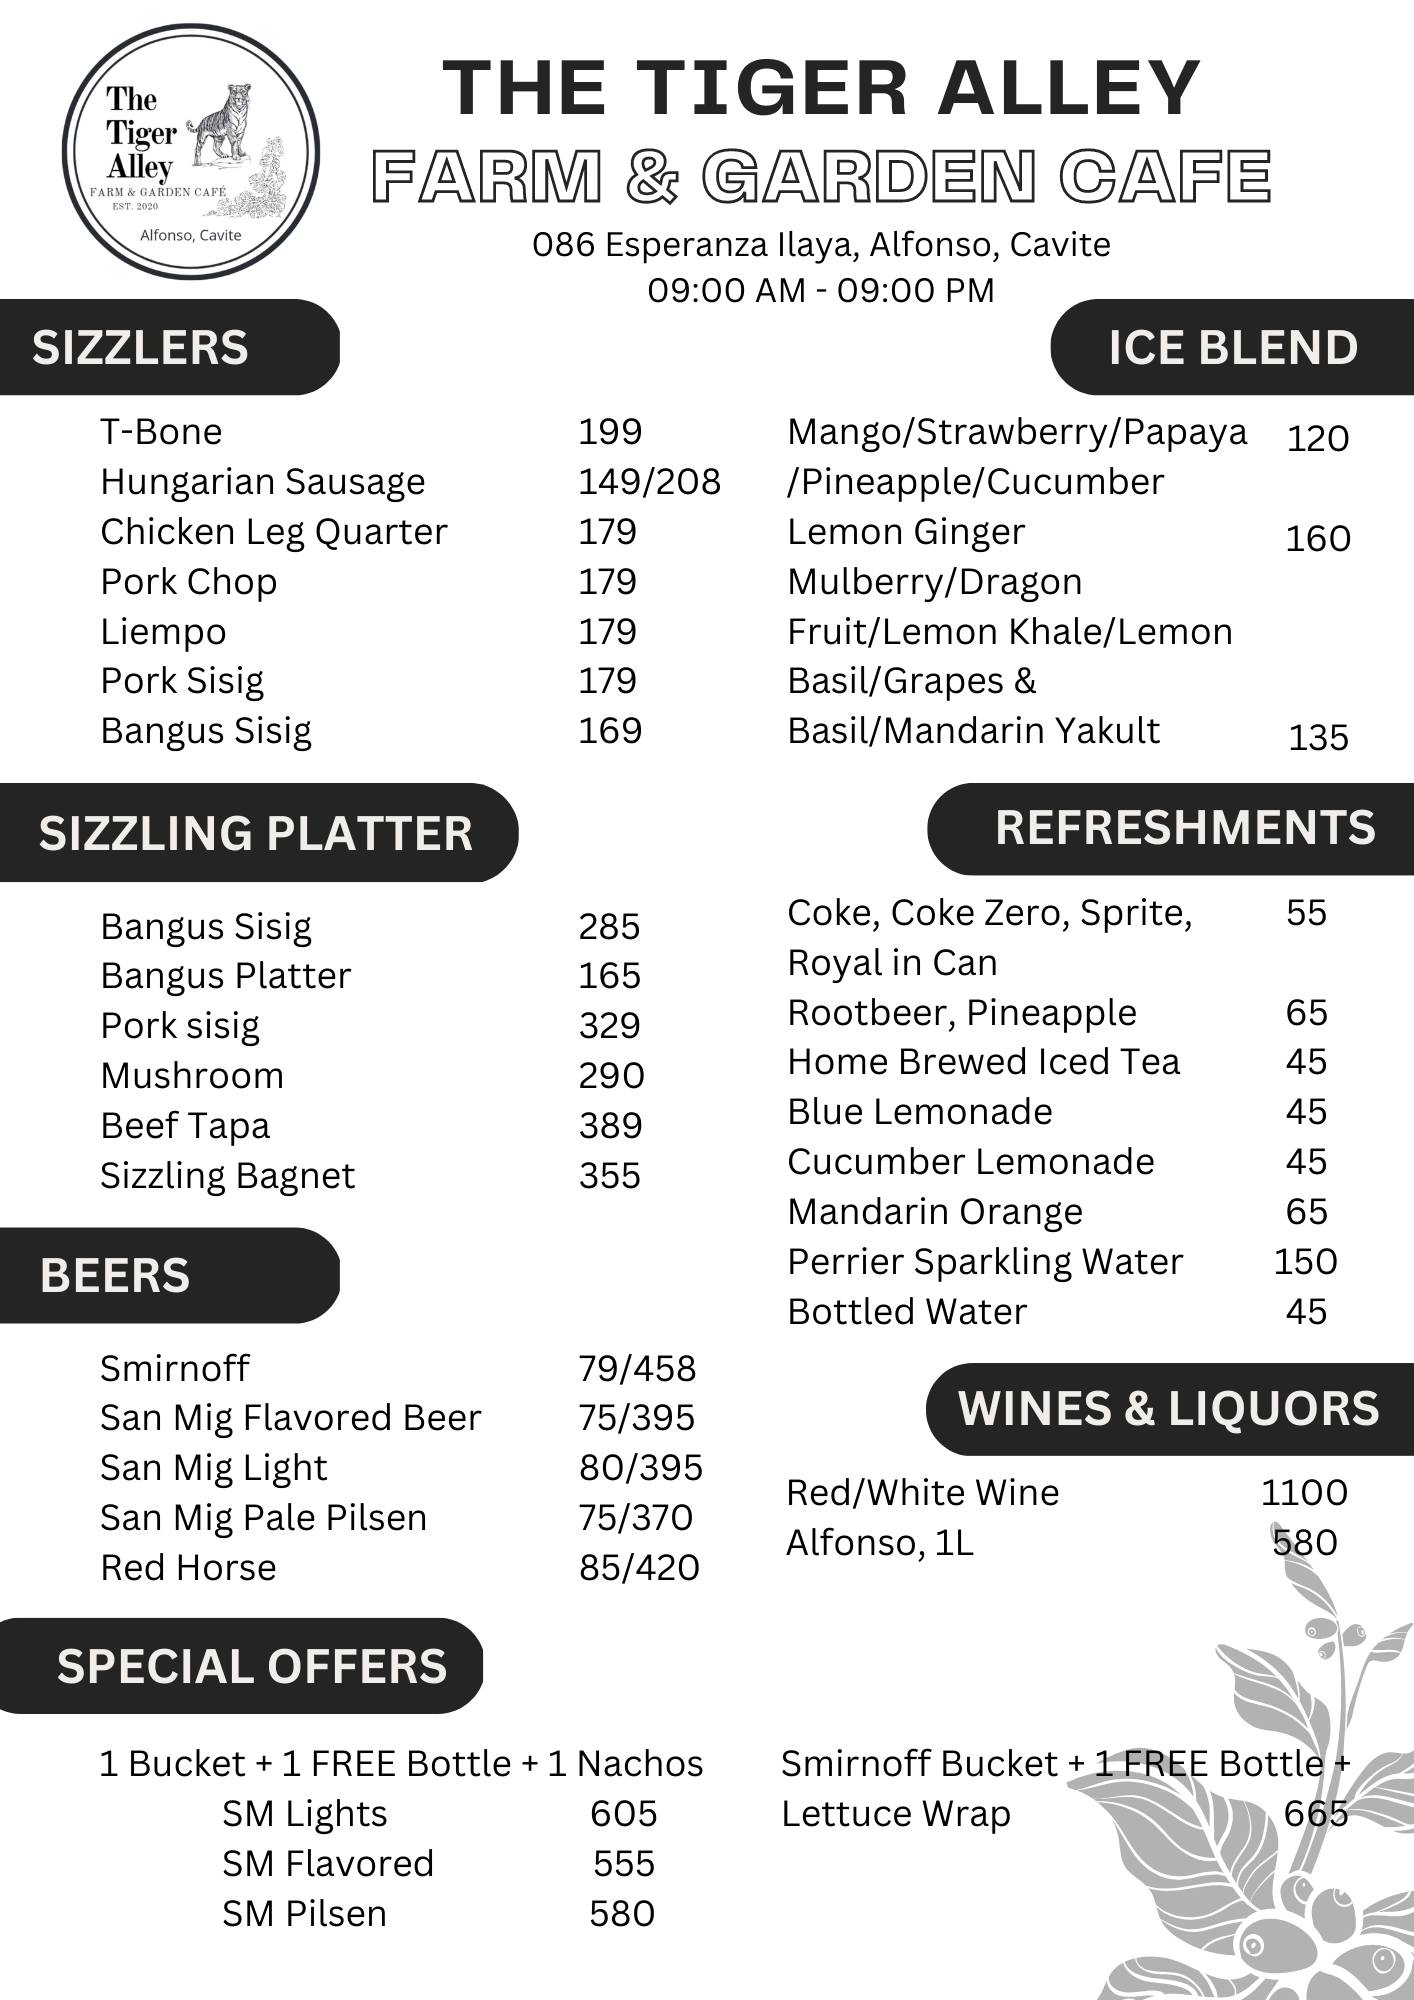 The
Tiger
Alley
FARM & GARDEN CAFÉ
EST. 2020
Alfonso, Cavite
THE TIGER ALLEY
FARM & GARDEN CAFE
086 Esperanza Ilaya, Alfonso, Cavite
09:00 AM - 09:00 PM
SIZZLERS
T-Bone 199
Hungarian Sausage 149/208
Chicken Leg Quarter 179
Pork Chop 179
Liempo 179
Pork Sisig 179
Bangus Sisig 169
SIZZLING PLATTER
Bangus Sisig 285
Bangus Platter 165
Pork sisig 329
Mushroom 290
Beef Tapa 389
Sizzling Bagnet 355
BEERS
Smirnoff 79/458
San Mig Flavored Beer 75/395
San Mig Light 80/395
San Mig Pale Pilsen 75/370
Red Horse 85/420
ICE BLEND
Mango/Strawberry/Papaya 120
/Pineapple/Cucumber
Lemon Ginger 160
Mulberry/Dragon
Fruit/Lemon Khale/Lemon
Basil/Grapes &
Basil/Mandarin Yakult 135
REFRESHMENTS
Coke, Coke Zero, Sprite, 55
Royal in Can
Rootbeer, Pineapple 65
Home Brewed Iced Tea 45
Blue Lemonade 45
Cucumber Lemonade 45
Mandarin Orange 65
Perrier Sparkling Water 150
Bottled Water 45
WINES & LIQUORS
Red/White Wine 1100
Alfonso, 1L 580
SPECIAL OFFERS
1 Bucket + 1 FREE Bottle + 1 Nachos
SM Lights 605
SM Flavored 555
SM Pilsen 580
Smirnoff Bucket + 1 FREE Bottle +
Lettuce Wrap 665